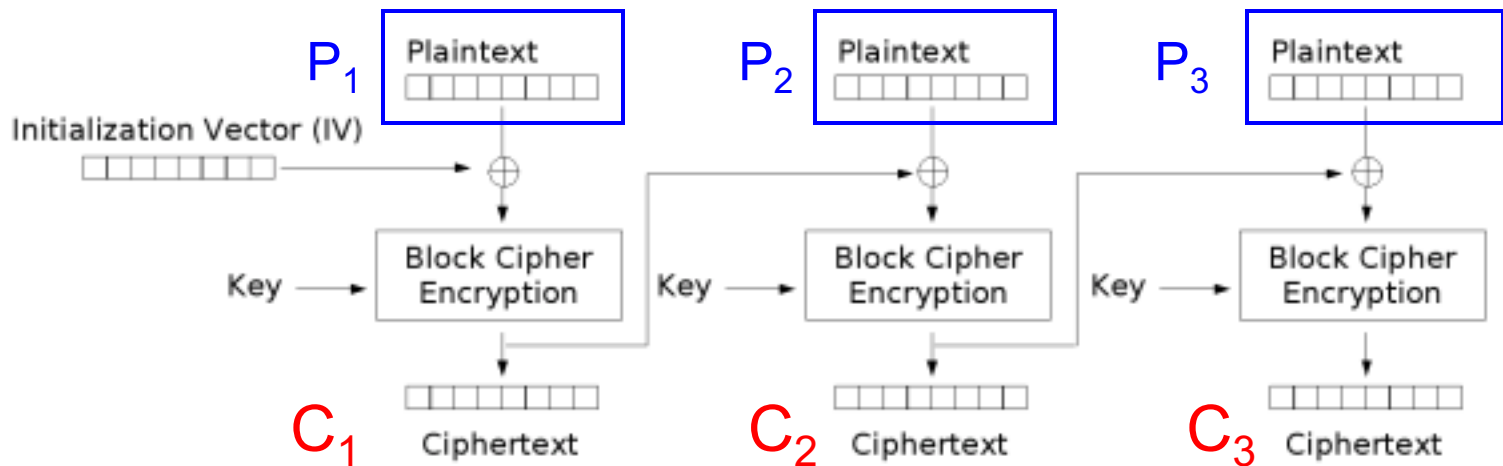 P1 Plaintext
P2 Plaintext
P3 Plaintext
Initialization Vector (IV)
Key
Block Cipher
Encryption
Key
Block Cipher
Encryption
Key
Block Cipher
Encryption
C1 Ciphertext
C2 Ciphertext
C3 Ciphertext